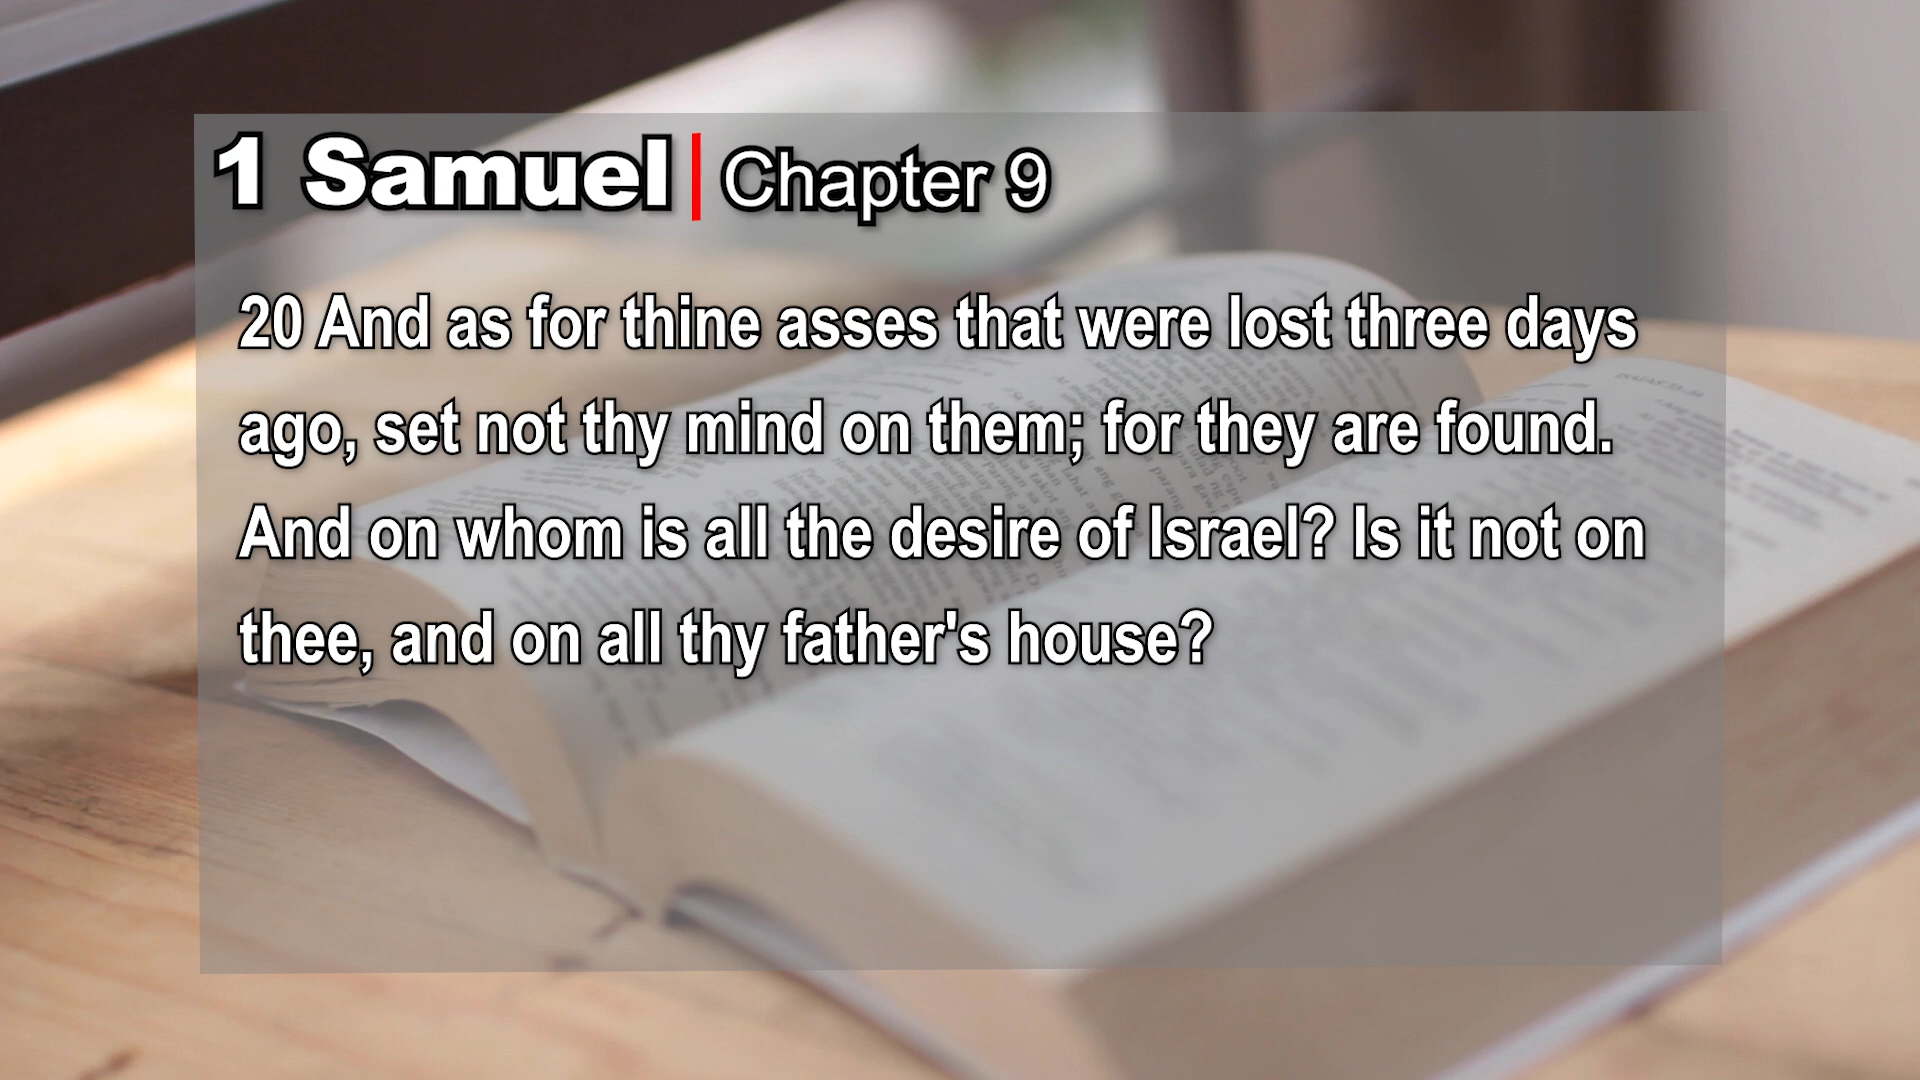 1 Samuel | Chapter 9
20 And as for thine asses that were lost three days
ago, set not thy mind on them; for they are found.
And on whom is all the desire of Israel? Is it not on
thee, and on all thy father's house?